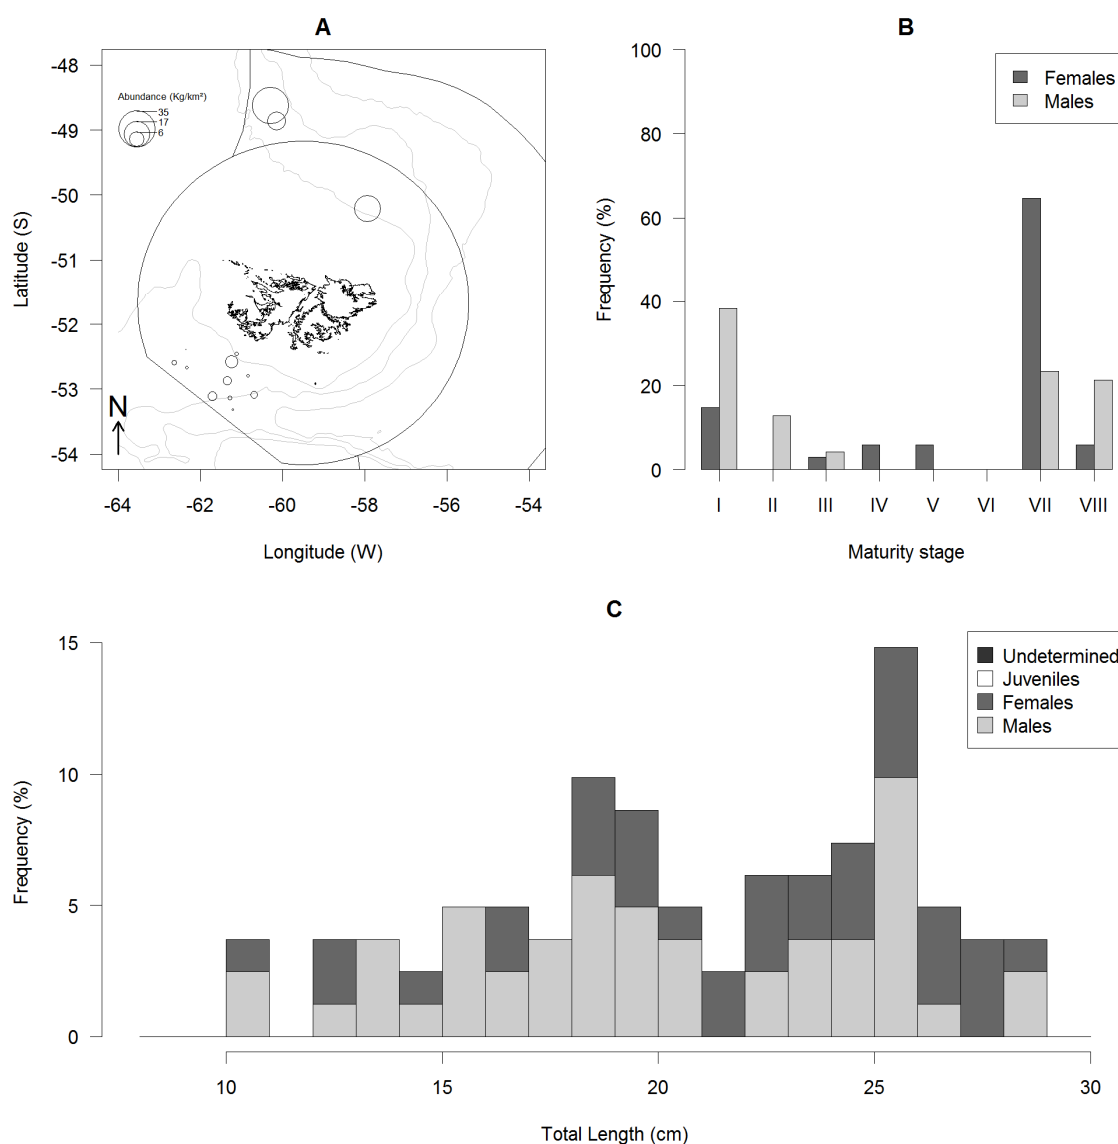 A
-48
-49
-50
-51
-52
-53
-54
Latitude (S)
Abundance (Kg/km²)
35
17
6
N
-64 -62 -60 -58 -56 -54
Longitude (W)
B
100
80
60
40
20
0
Frequency (%)
Females
Males
I II III IV V VI VII VIII
Maturity stage
C
15
10
5
0
Frequency (%)
Undetermined
Juveniles
Females
Males
10 15 20 25 30
Total Length (cm)